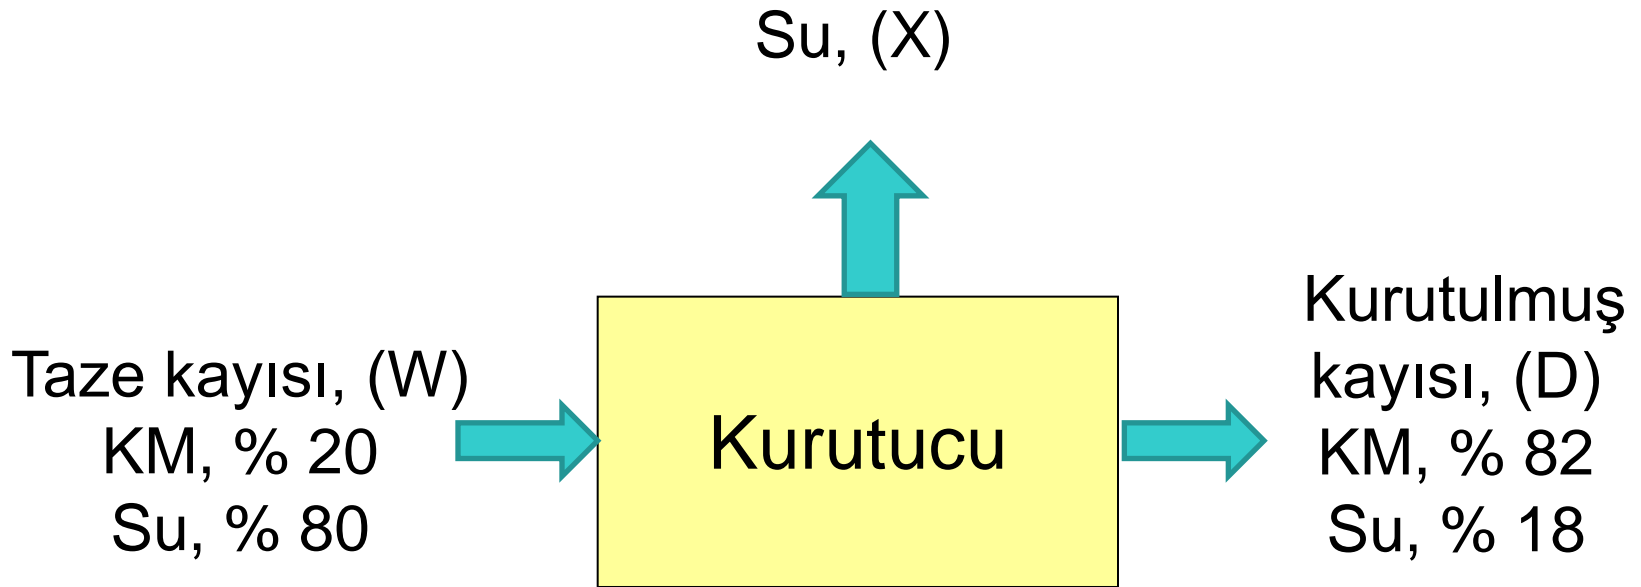 Su, (X)
Taze kayısı, (W)
KM, % 20
Su, % 80
Kurutucu
Kurutulmuş
kayısı, (D)
KM, % 82
Su, % 18